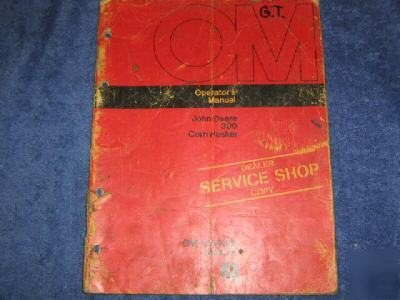 G.T.
OM
Operator's
Manual
John Deere
300
Corn Husker
DEALER
SERVICE SHOP
COPY